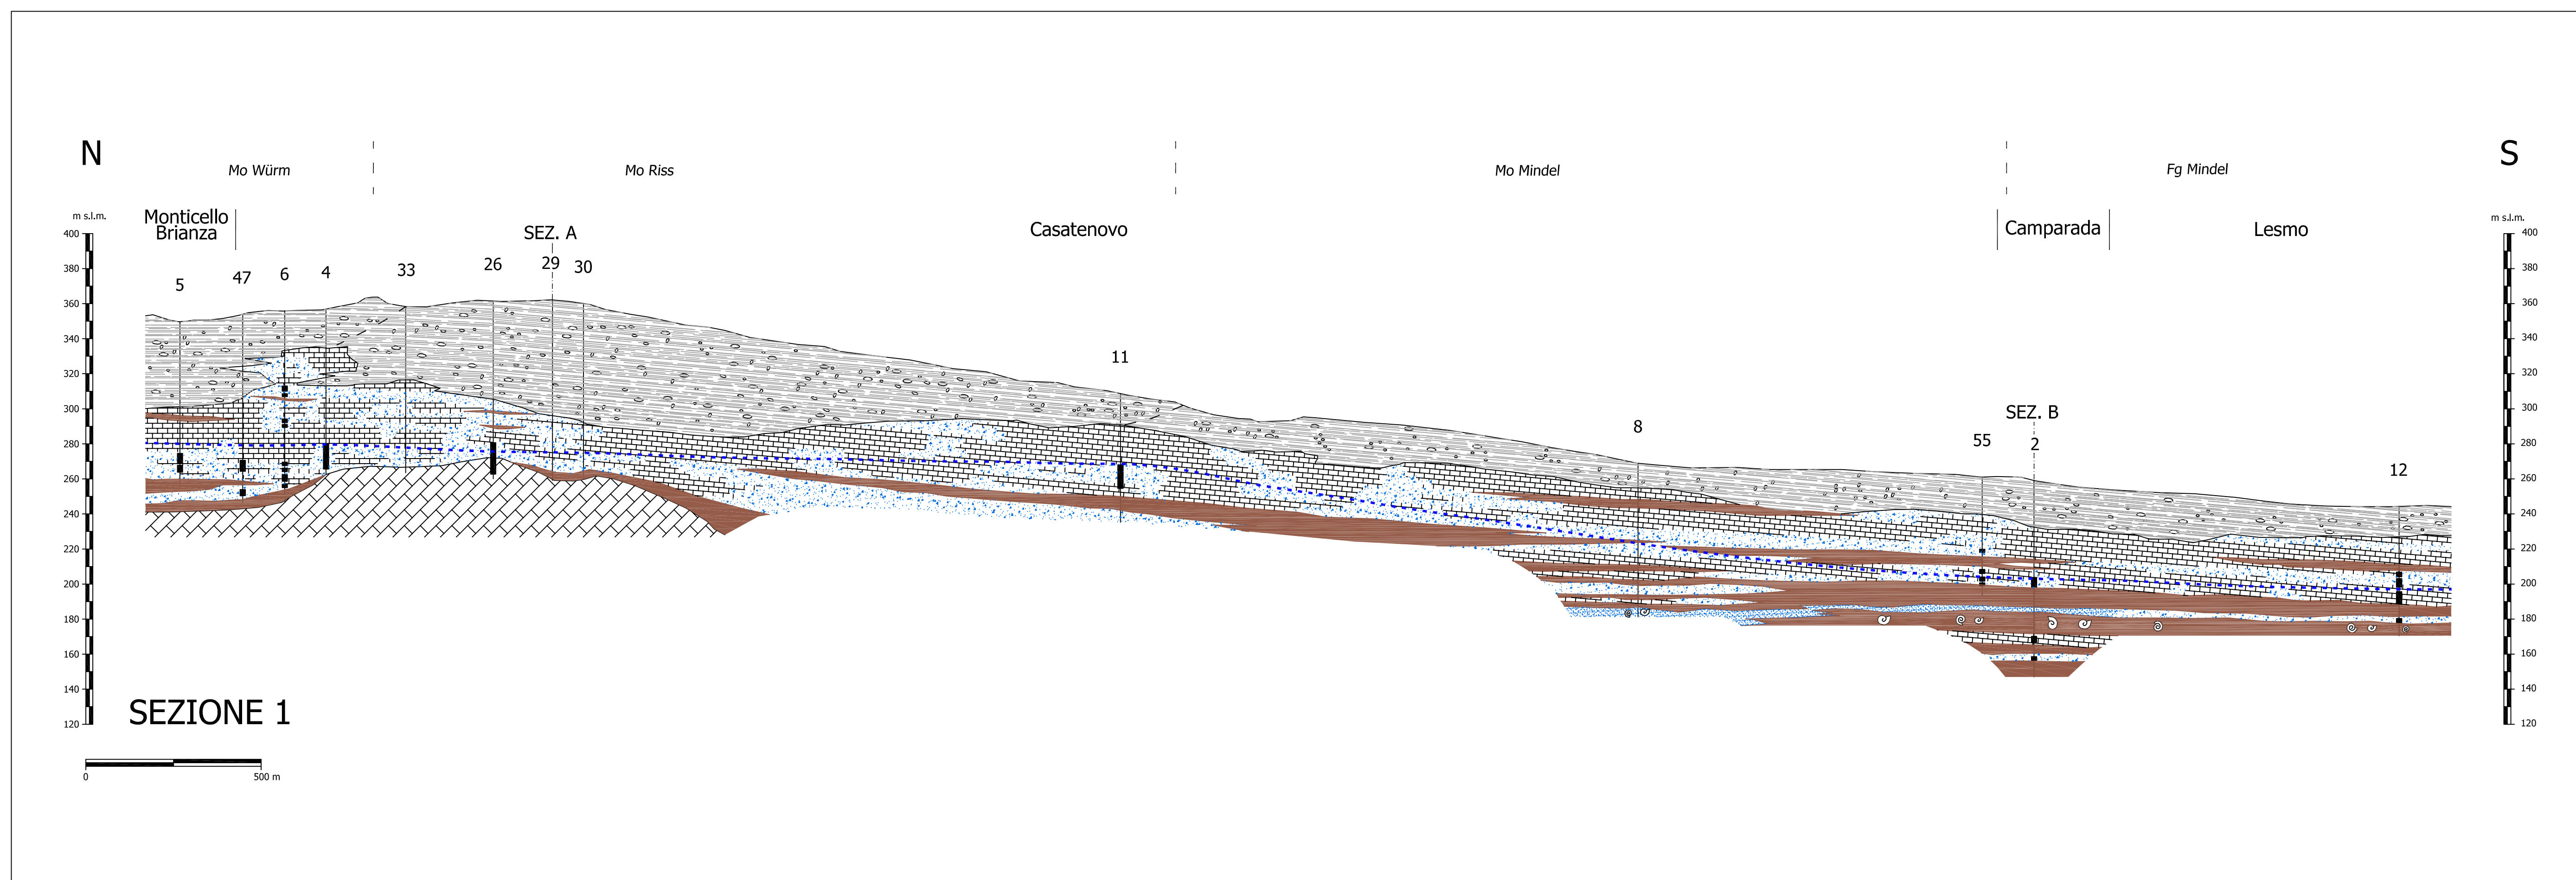 N
S
Mo Würm
Mo Riss
Mo Mindel
Fg Mindel
m s.l.m.
m s.l.m.
Monticello
Brianza
SEZ. A
Casatenovo
Camparada
Lesmo
5
47
6
4
33
26
29
30
11
8
55
SEZ. B
2
12
400
380
360
340
320
300
280
260
240
220
200
180
160
140
120
400
380
360
340
320
300
280
260
240
220
200
180
160
140
120
SEZIONE 1
0
500 m